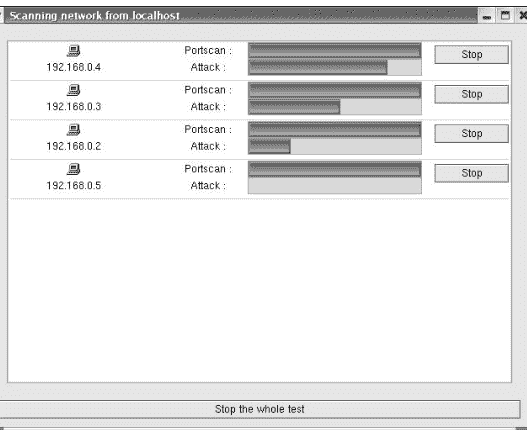 Scanning network from localhost
Portscan :
192.168.0.4 Attack : Stop
Portscan :
192.168.0.3 Attack : Stop
Portscan :
192.168.0.2 Attack : Stop
Portscan :
192.168.0.5 Attack : Stop
Stop the whole test